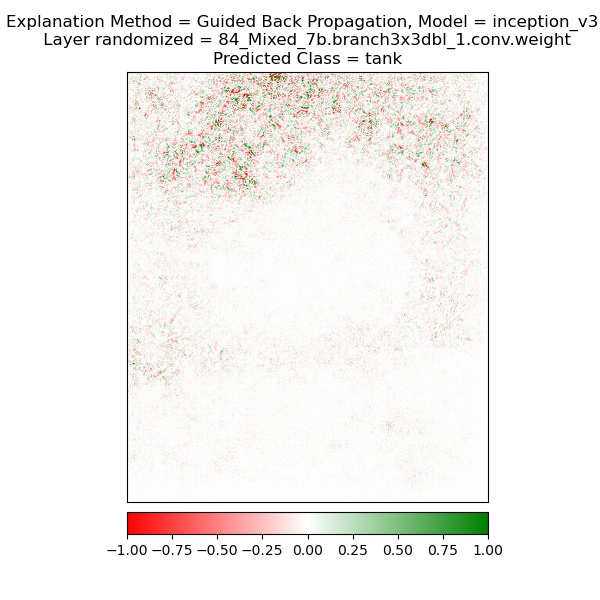 Explanation Method = Guided Back Propagation, Model = inception_v3
Layer randomized = 84_Mixed_7b.branch3x3dbl_1.conv.weight
Predicted Class = tank
−1.00 −0.75 −0.50 −0.25 0.00 0.25 0.50 0.75 1.00